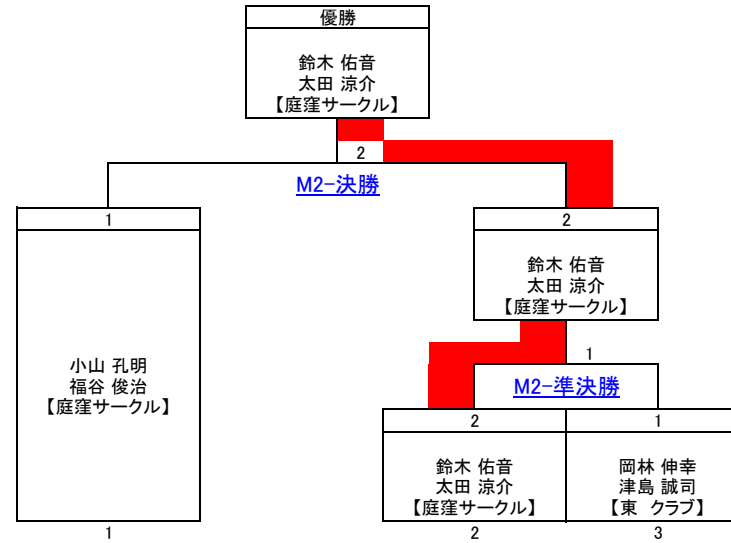 優勝
鈴木 佑音
太田 涼介
【庭窪サークル】
2
M2-決勝
1
2
鈴木 佑音
太田 涼介
【庭窪サークル】
小山 孔明
福谷 俊治
【庭窪サークル】
1
M2-準決勝
2
1
鈴木 佑音
太田 涼介
【庭窪サークル】
岡林 伸幸
津島 誠司
【東　クラブ】
1
2
3